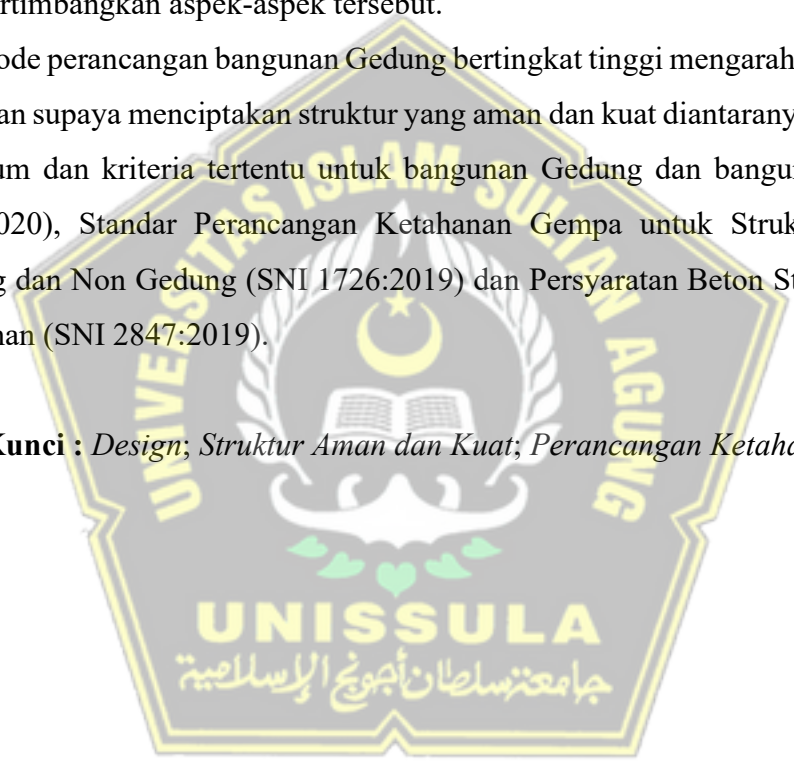 rtimbangkan aspek-aspek tersebut.
ode perancangan bangunan Gedung bertingkat tinggi mengarah
an supaya menciptakan struktur yang aman dan kuat diantarany
um dan kriteria tertentu untuk bangunan Gedung dan bangu
020), Standar Perancangan Ketahanan Gempa untuk Struk
g dan Non Gedung (SNI 1726:2019) dan Persyaratan Beton St
nan (SNI 2847:2019).
Kunci : Design; Struktur Aman dan Kuat; Perancangan Ketaha
UNIVERSITAS ISLAM SULTAN AGUNG
UNISSULA
جامعة سلطان أجونج الإسلامية